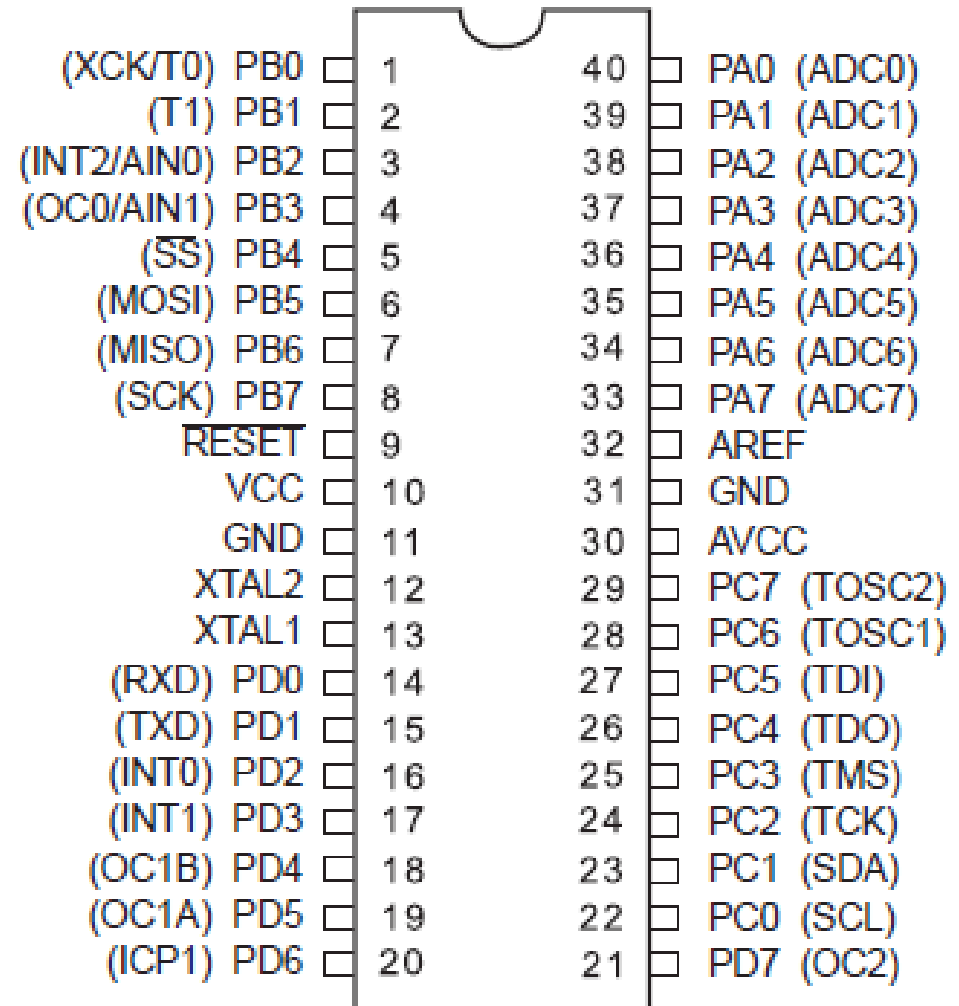 (XCK/T0) PB0 1 40 PA0 (ADC0)
(T1) PB1 2 39 PA1 (ADC1)
(INT2/AIN0) PB2 3 38 PA2 (ADC2)
(OC0/AIN1) PB3 4 37 PA3 (ADC3)
(S̅S̅) PB4 5 36 PA4 (ADC4)
(MOSI) PB5 6 35 PA5 (ADC5)
(MISO) PB6 7 34 PA6 (ADC6)
(SCK) PB7 8 33 PA7 (ADC7)
R̅E̅S̅E̅T̅ 9 32 AREF
VCC 10 31 GND
GND 11 30 AVCC
XTAL2 12 29 PC7 (TOSC2)
XTAL1 13 28 PC6 (TOSC1)
(RXD) PD0 14 27 PC5 (TDI)
(TXD) PD1 15 26 PC4 (TDO)
(INT0) PD2 16 25 PC3 (TMS)
(INT1) PD3 17 24 PC2 (TCK)
(OC1B) PD4 18 23 PC1 (SDA)
(OC1A) PD5 19 22 PC0 (SCL)
(ICP1) PD6 20 21 PD7 (OC2)